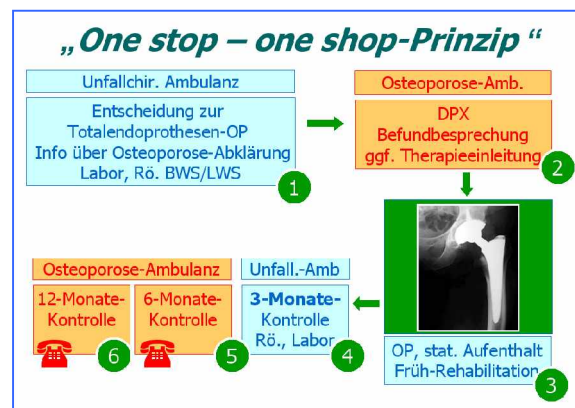 „One stop – one shop-Prinzip “
Unfallchir. Ambulanz
Entscheidung zur
Totalendoprothesen-OP
Info über Osteoporose-Abklärung
Labor, Rö. BWS/LWS
1
Osteoporose-Amb.
DPX
Befundbesprechung
ggf. Therapieeinleitung
2
OP, stat. Aufenthalt
Früh-Rehabilitation
3
Unfall.-Amb
3-Monate-
Kontrolle
Rö., Labor
4
Osteoporose-Ambulanz
6-Monate-
Kontrolle
5
12-Monate-
Kontrolle
6